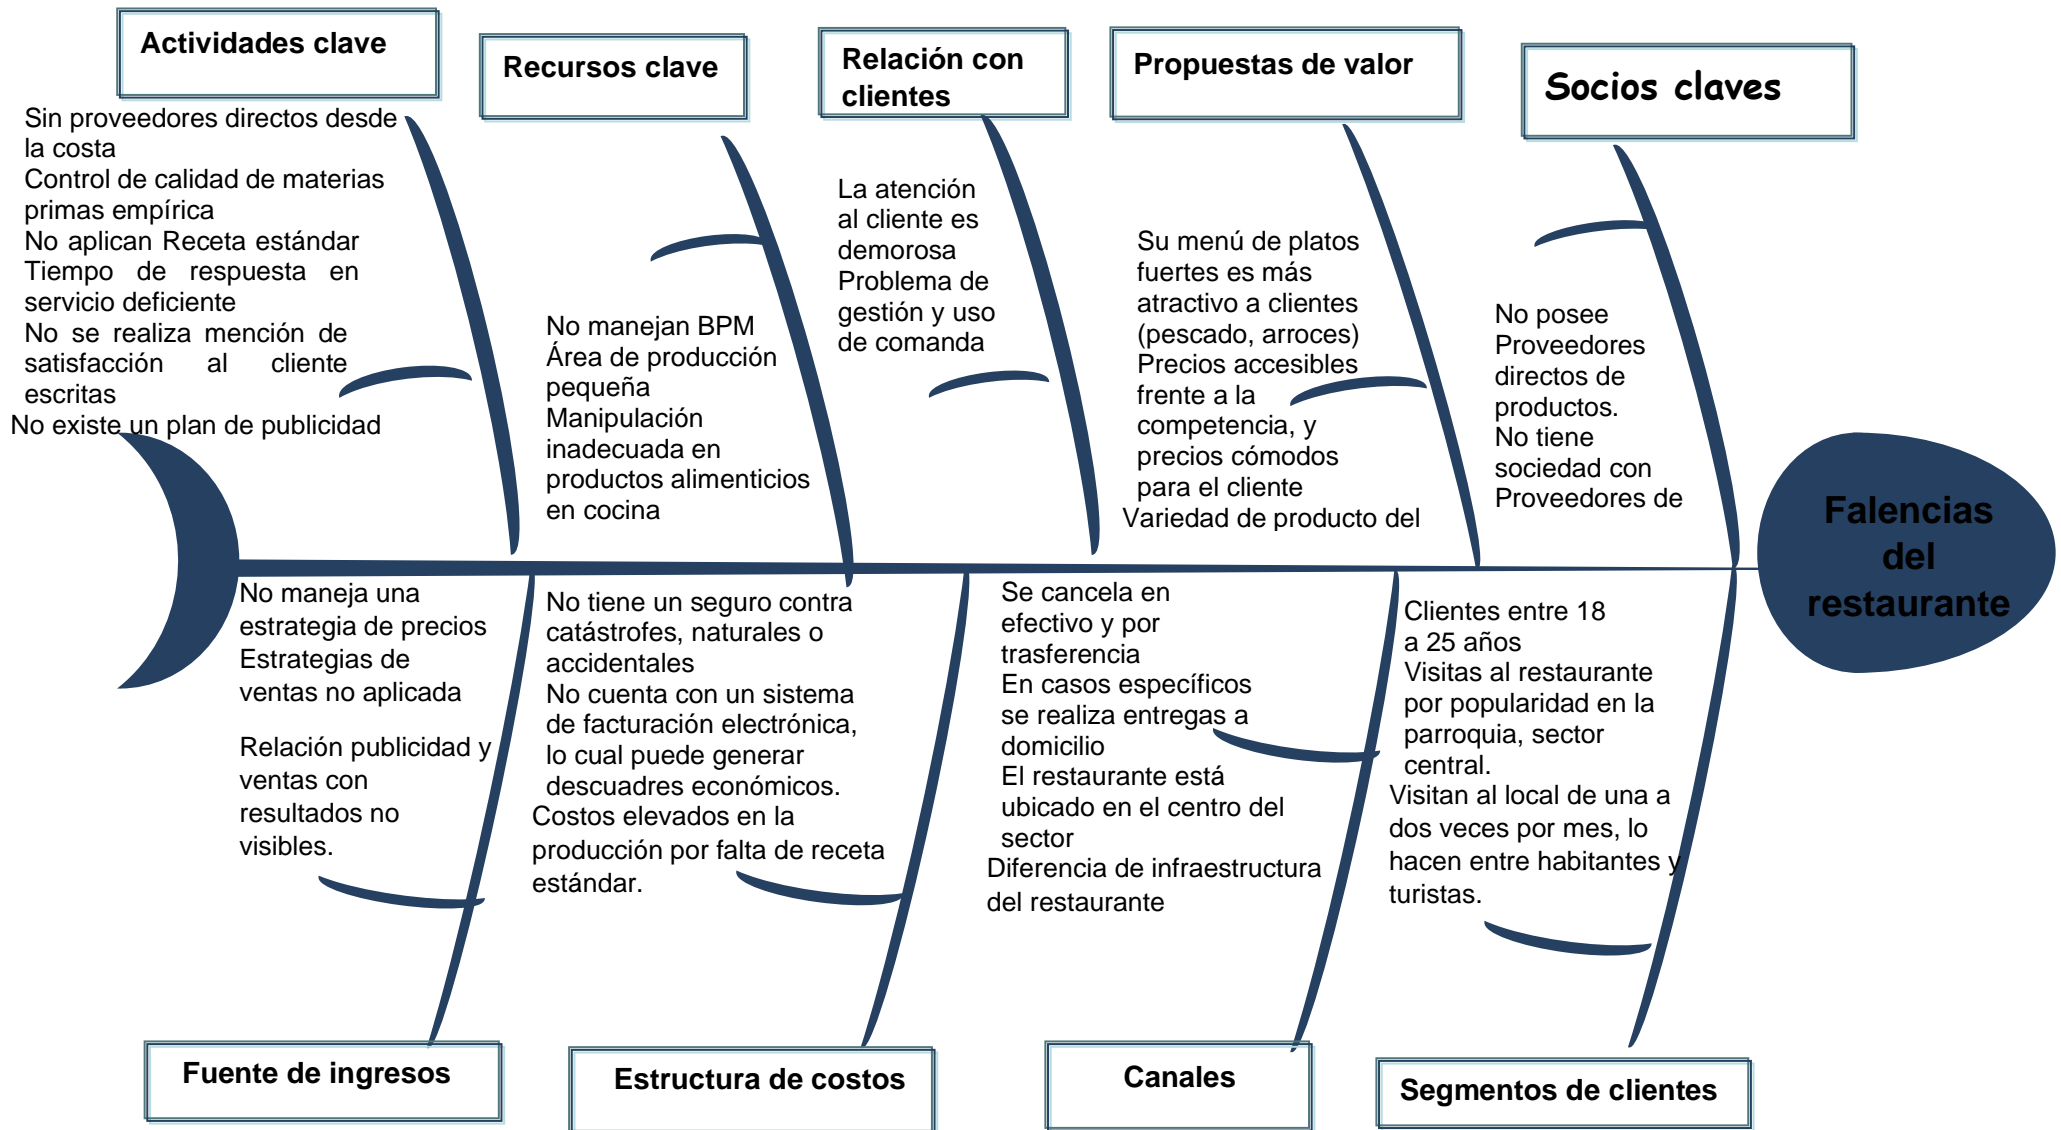 Actividades clave
Sin proveedores directos desde
la costa
Control de calidad de materias
primas empírica
No aplican Receta estándar
Tiempo de respuesta en
servicio deficiente
No se realiza mención de
satisfacción al cliente
escritas
No existe un plan de publicidad
Recursos clave
No manejan BPM
Área de producción
pequeña
Manipulación
inadecuada en
productos alimenticios
en cocina
Relación con
clientes
La atención
al cliente es
demorosa
Problema de
gestión y uso
de comanda
Propuestas de valor
Su menú de platos
fuertes es más
atractivo a clientes
(pescado, arroces)
Precios accesibles
frente a la
competencia, y
precios cómodos
para el cliente
Variedad de producto del
Socios claves
No posee
Proveedores
directos de
productos.
No tiene
sociedad con
Proveedores de
Falencias
del
restaurante
No maneja una
estrategia de precios
Estrategias de
ventas no aplicada
Relación publicidad y
ventas con
resultados no
visibles.
Fuente de ingresos
No tiene un seguro contra
catástrofes, naturales o
accidentales
No cuenta con un sistema
de facturación electrónica,
lo cual puede generar
descuadres económicos.
Costos elevados en la
producción por falta de receta
estándar.
Estructura de costos
Se cancela en
efectivo y por
trasferencia
En casos específicos
se realiza entregas a
domicilio
El restaurante está
ubicado en el centro del
sector
Diferencia de infraestructura
del restaurante
Canales
Clientes entre 18
a 25 años
Visitas al restaurante
por popularidad en la
parroquia, sector
central.
Visitan al local de una a
dos veces por mes, lo
hacen entre habitantes y
turistas.
Segmentos de clientes